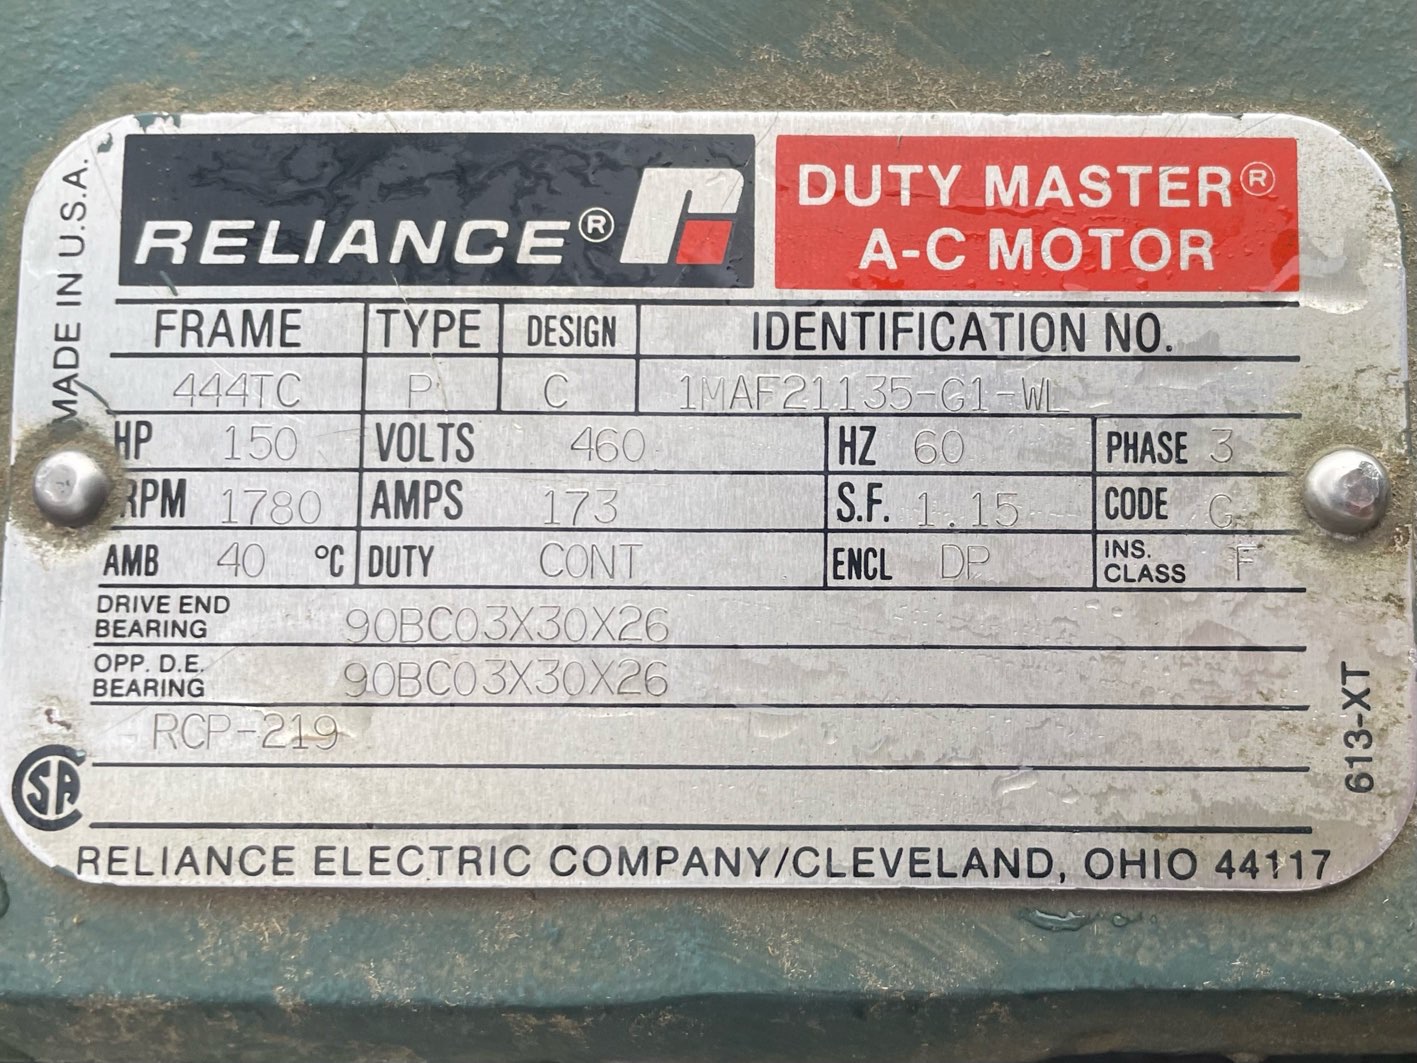 MADE IN U.S.A.
RELIANCE®
DUTY MASTER®
A-C MOTOR
FRAME TYPE DESIGN IDENTIFICATION NO.
444TC P C 1MAF21135-G1-WL
HP 150 VOLTS 460 HZ 60 PHASE 3
RPM 1780 AMPS 173 S.F. 1.15 CODE G
AMB 40 °C DUTY CONT ENCL DP INS. CLASS F
DRIVE END
BEARING 90BC03X30X26
OPP. D.E.
BEARING 90BC03X30X26
RCP-219
613-XT
SA
RELIANCE ELECTRIC COMPANY/CLEVELAND, OHIO 44117